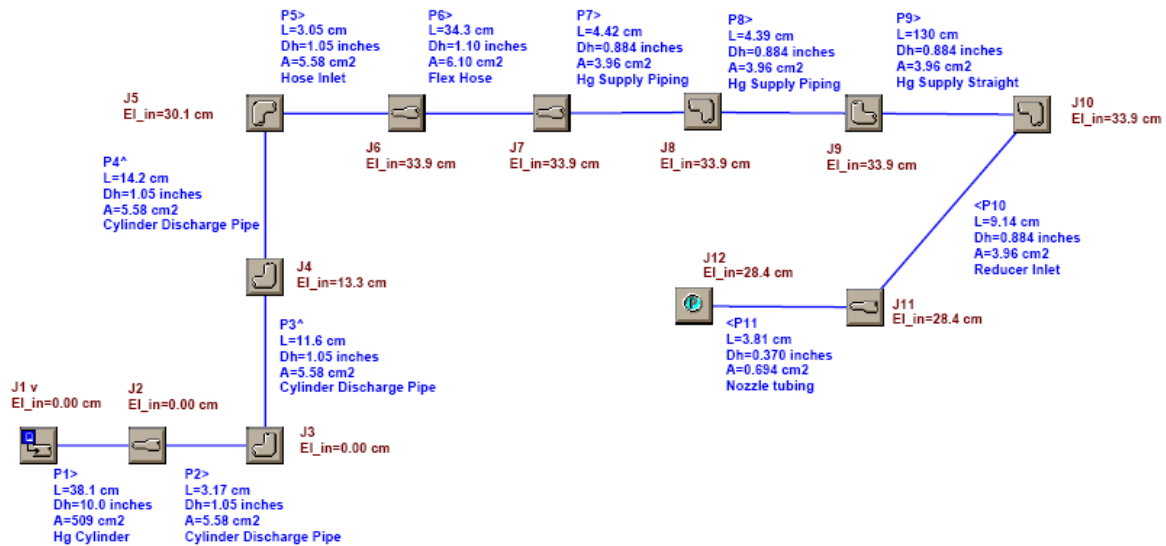 P5>
L=3.05 cm
Dh=1.05 inches
A=5.58 cm2
Hose Inlet
P6>
L=34.3 cm
Dh=1.10 inches
A=6.10 cm2
Flex Hose
P7>
L=4.42 cm
Dh=0.884 inches
A=3.96 cm2
Hg Supply Piping
P8>
L=4.39 cm
Dh=0.884 inches
A=3.96 cm2
Hg Supply Piping
P9>
L=130 cm
Dh=0.884 inches
A=3.96 cm2
Hg Supply Straight
J5
El_in=30.1 cm
J6
El_in=33.9 cm
J7
El_in=33.9 cm
J8
El_in=33.9 cm
J9
El_in=33.9 cm
J10
El_in=33.9 cm
P4^
L=14.2 cm
Dh=1.05 inches
A=5.58 cm2
Cylinder Discharge Pipe
<P10
L=9.14 cm
Dh=0.884 inches
A=3.96 cm2
Reducer Inlet
J4
El_in=13.3 cm
J12
El_in=28.4 cm
J11
El_in=28.4 cm
P3^
L=11.6 cm
Dh=1.05 inches
A=5.58 cm2
Cylinder Discharge Pipe
<P11
L=3.81 cm
Dh=0.370 inches
A=0.694 cm2
Nozzle tubing
J1 v
El_in=0.00 cm
J2
El_in=0.00 cm
J3
El_in=0.00 cm
P1>
L=38.1 cm
Dh=10.0 inches
A=509 cm2
Hg Cylinder
P2>
L=3.17 cm
Dh=1.05 inches
A=5.58 cm2
Cylinder Discharge Pipe